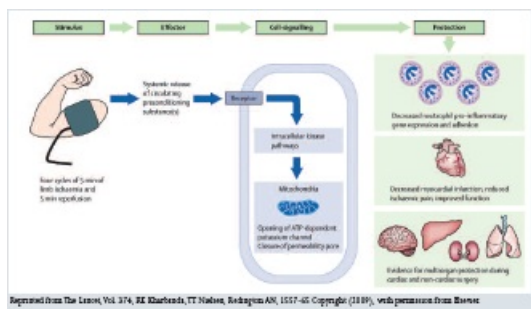 Stimulus
Effector
Cell-signalling
Protection
Systemic release
of circulating
preconditioning
substance(s)
Receptor
Intracellular kinase
pathways
Mitochondria
Opening of ATP-dependent
potassium channel
Closure of permeability pore
Four cycles of 5 min of
limb ischaemia and
5 min reperfusion
Decreased neutrophil pro-inflammatory
gene expression and adhesion
Decreased myocardial infarction, reduced
ischaemic pain, improved function
Evidence for multiorgan protection during
cardiac and non-cardiac surgery
Reprinted from The Lancet, Vol. 374, RK Kharbanda, TT Nielsen, Redington AN, 1557-65 Copyright (2009), with permission from Elsevier